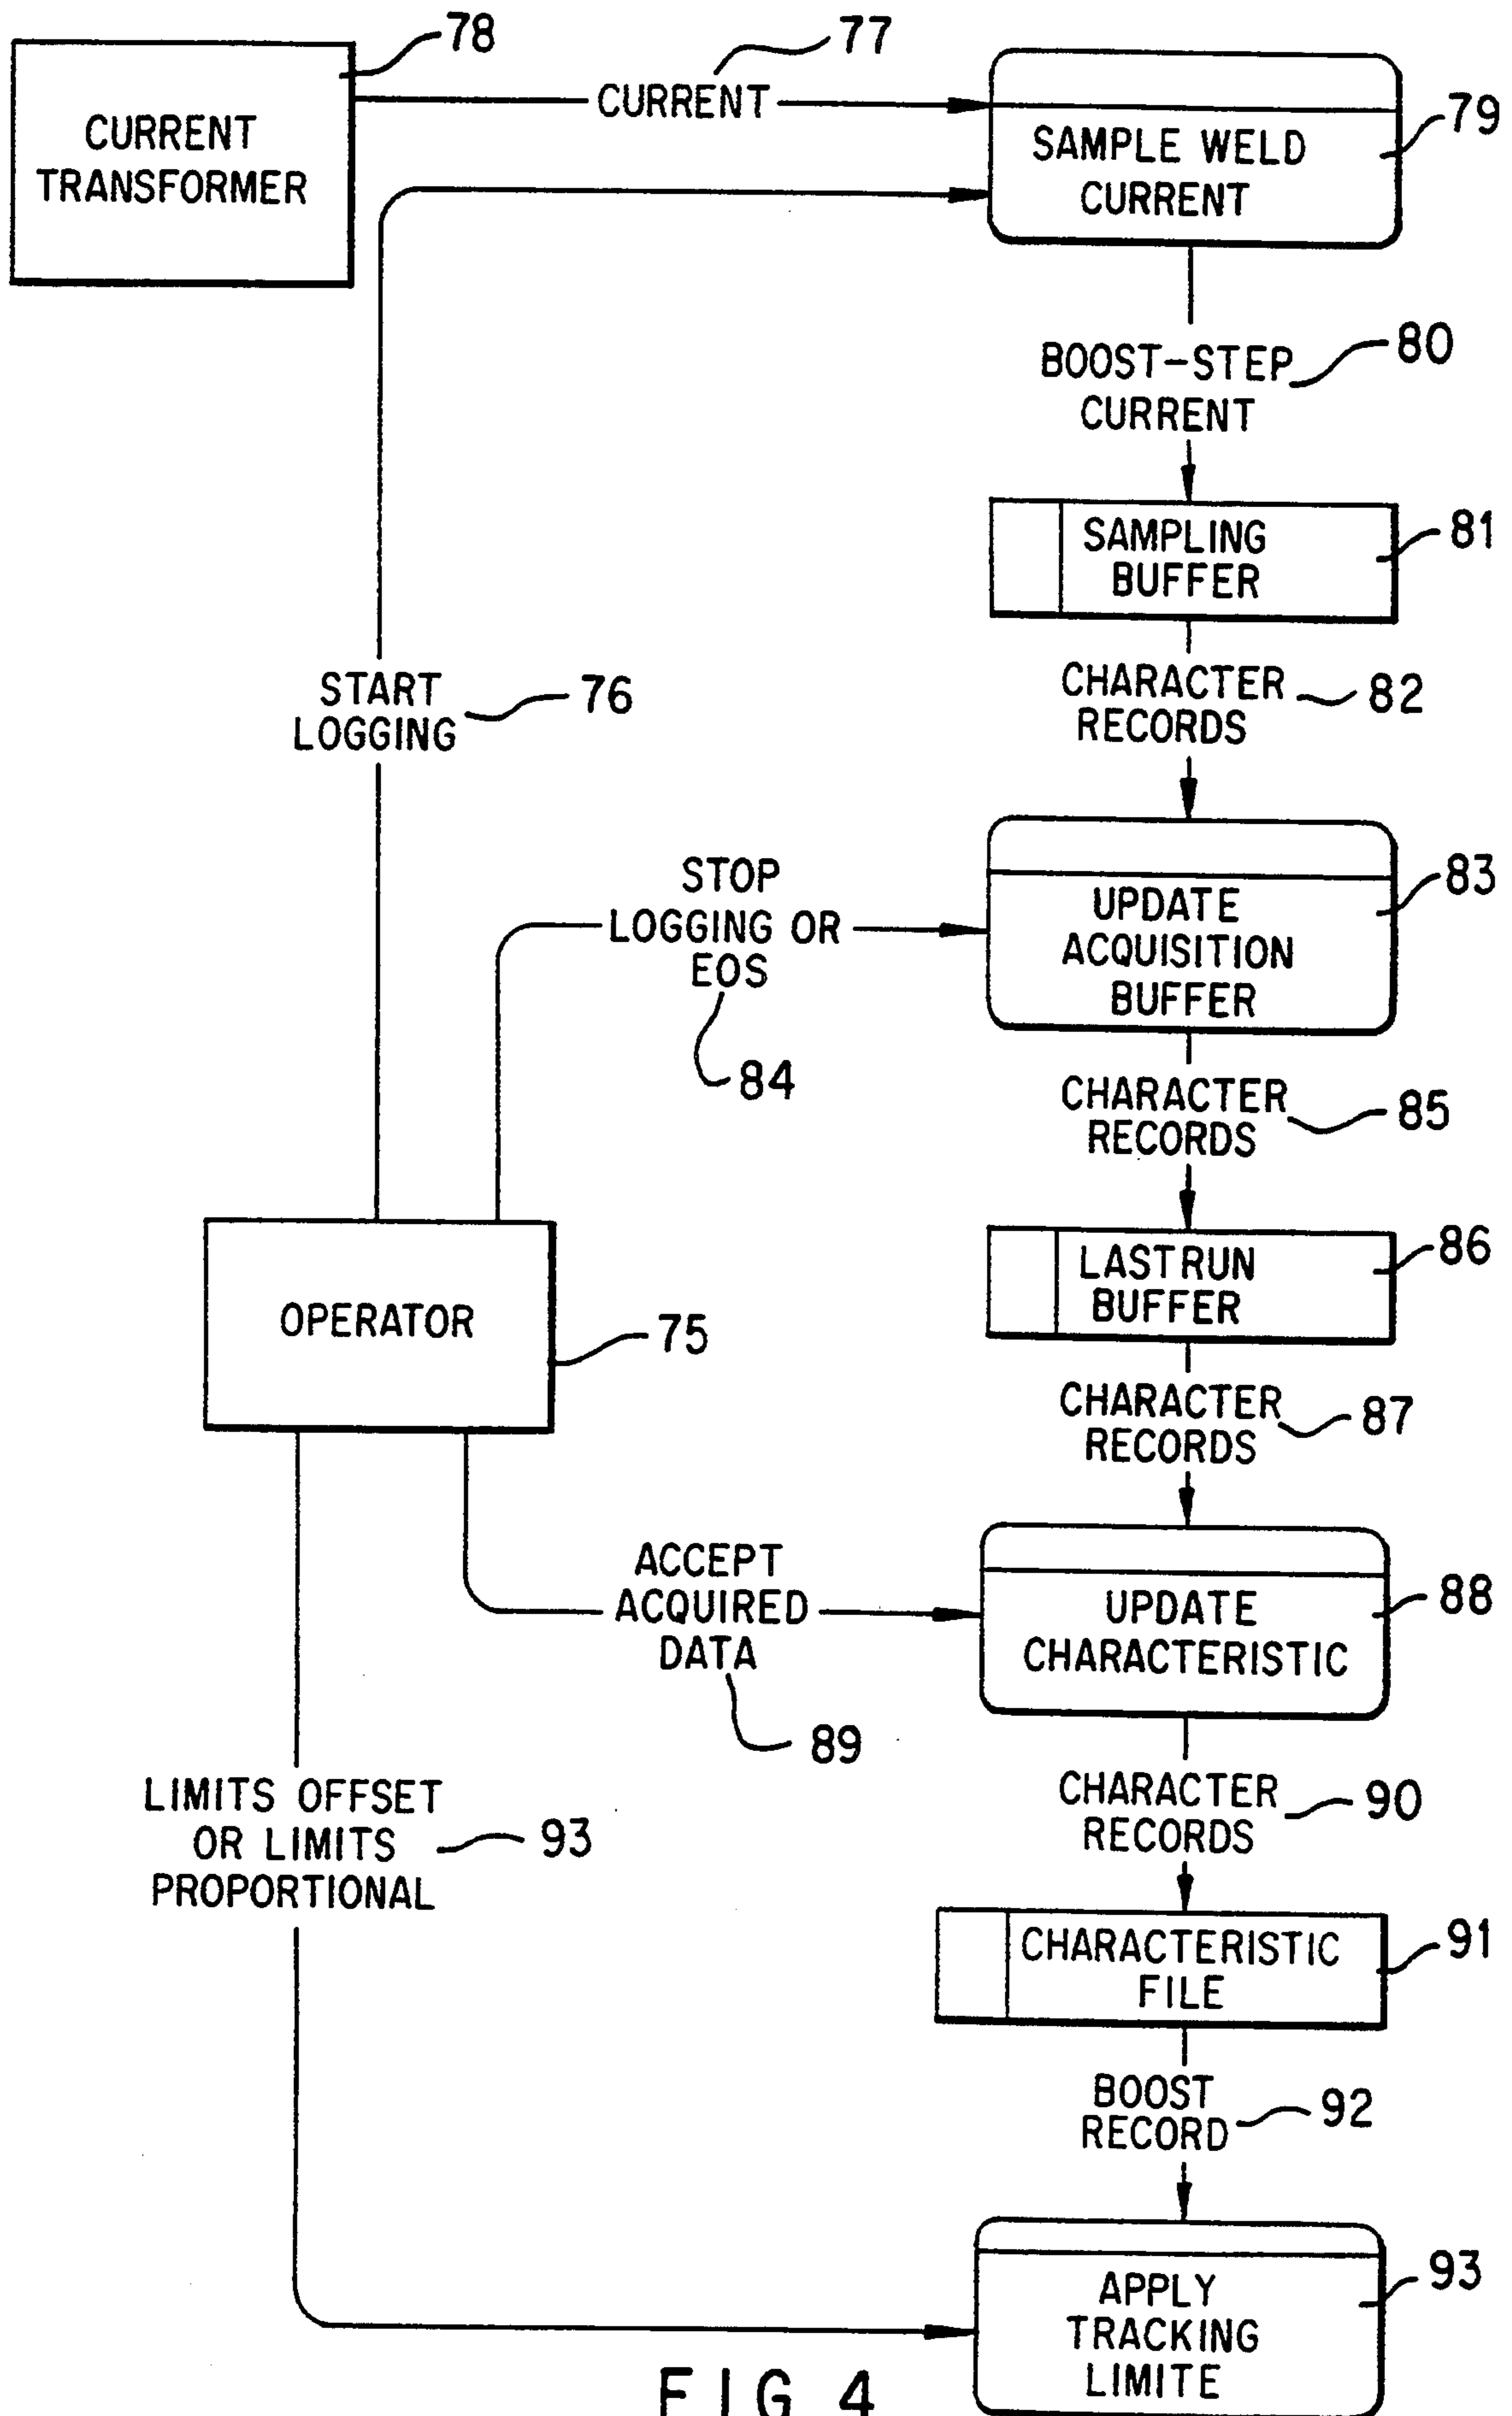 78
77
CURRENT
TRANSFORMER
CURRENT
79
SAMPLE WELD
CURRENT
80
BOOST-STEP
CURRENT
81
SAMPLING
BUFFER
START
LOGGING
76
CHARACTER
RECORDS
82
STOP
LOGGING OR
EOS
84
83
UPDATE
ACQUISITION
BUFFER
CHARACTER
RECORDS
85
OPERATOR
75
86
LASTRUN
BUFFER
CHARACTER
RECORDS
87
ACCEPT
ACQUIRED
DATA
89
88
UPDATE
CHARACTERISTIC
LIMITS OFFSET
OR LIMITS
PROPORTIONAL
93
CHARACTER
RECORDS
90
91
CHARACTERISTIC
FILE
BOOST
RECORD
92
93
APPLY
TRACKING
LIMITE
FIG 4